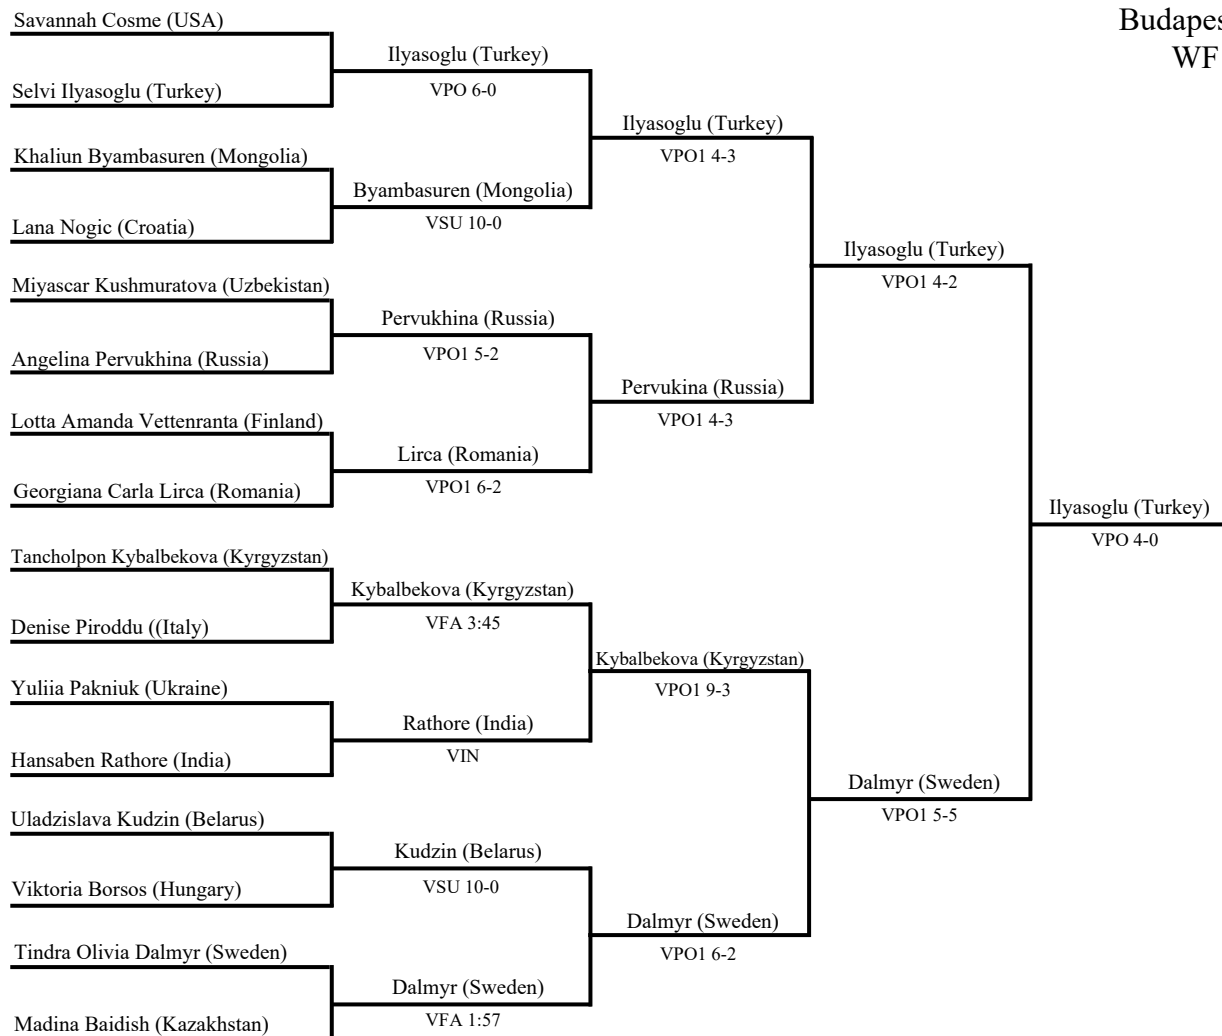 Budapes
WF
Savannah Cosme (USA)
Selvi Ilyasoglu (Turkey)
Khaliun Byambasuren (Mongolia)
Lana Nogic (Croatia)
Miyascar Kushmuratova (Uzbekistan)
Angelina Pervukhina (Russia)
Lotta Amanda Vettenranta (Finland)
Georgiana Carla Lirca (Romania)
Tancholpon Kybalbekova (Kyrgyzstan)
Denise Piroddu ((Italy)
Yuliia Pakniuk (Ukraine)
Hansaben Rathore (India)
Uladzislava Kudzin (Belarus)
Viktoria Borsos (Hungary)
Tindra Olivia Dalmyr (Sweden)
Madina Baidish (Kazakhstan)
Ilyasoglu (Turkey)
VPO 6-0
Byambasuren (Mongolia)
VSU 10-0
Pervukhina (Russia)
VPO1 5-2
Lirca (Romania)
VPO1 6-2
Kybalbekova (Kyrgyzstan)
VFA 3:45
Rathore (India)
VIN
Kudzin (Belarus)
VSU 10-0
Dalmyr (Sweden)
VFA 1:57
Ilyasoglu (Turkey)
VPO1 4-3
Pervukina (Russia)
VPO1 4-3
Kybalbekova (Kyrgyzstan)
VPO1 9-3
Dalmyr (Sweden)
VPO1 6-2
Ilyasoglu (Turkey)
VPO1 4-2
Dalmyr (Sweden)
VPO1 5-5
Ilyasoglu (Turkey)
VPO 4-0